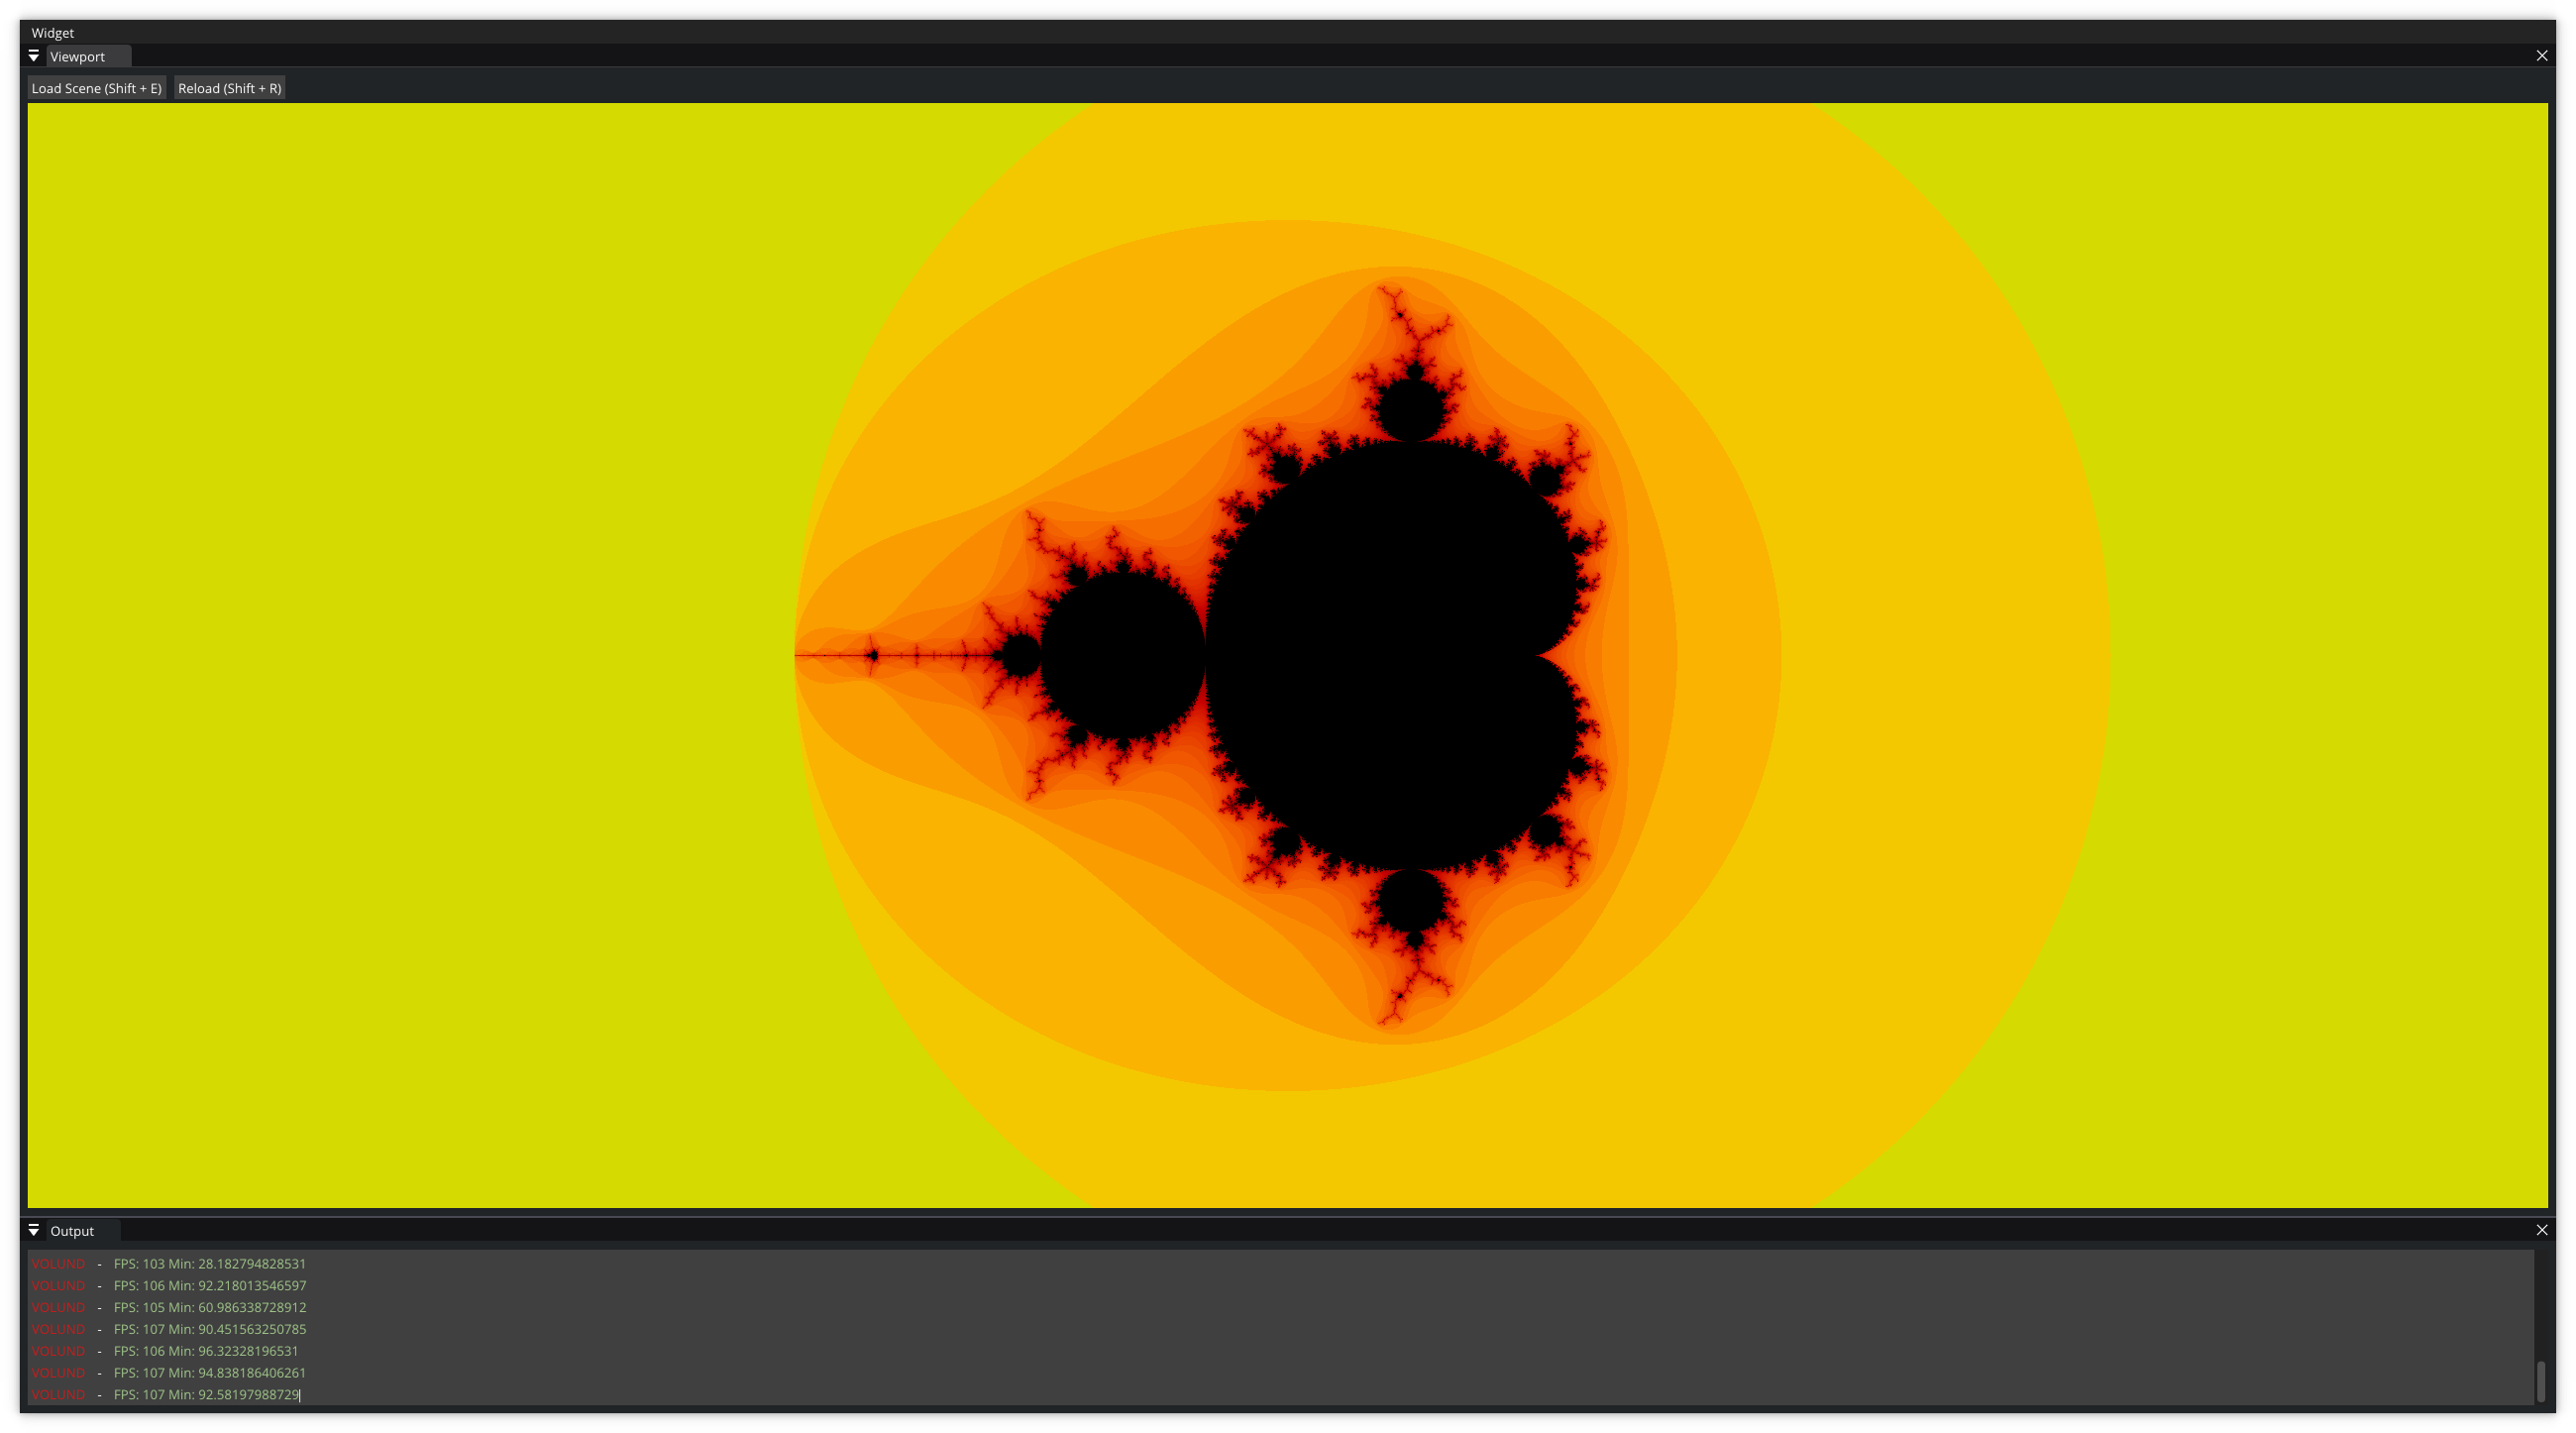 Widget
Viewport
Load Scene (Shift + E) Reload (Shift + R)
Output
VOLUND - FPS: 103 Min: 28.182794828531
VOLUND - FPS: 106 Min: 92.218013546597
VOLUND - FPS: 105 Min: 60.986338728912
VOLUND - FPS: 107 Min: 90.451563250785
VOLUND - FPS: 106 Min: 96.32328196531
VOLUND - FPS: 107 Min: 94.838186406261
VOLUND - FPS: 107 Min: 92.58197988729